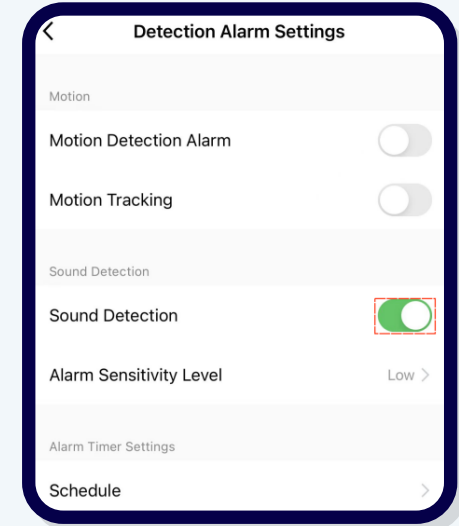 Detection Alarm Settings
Motion
Motion Detection Alarm
Motion Tracking
Sound Detection
Sound Detection
Alarm Sensitivity Level Low
Alarm Timer Settings
Schedule